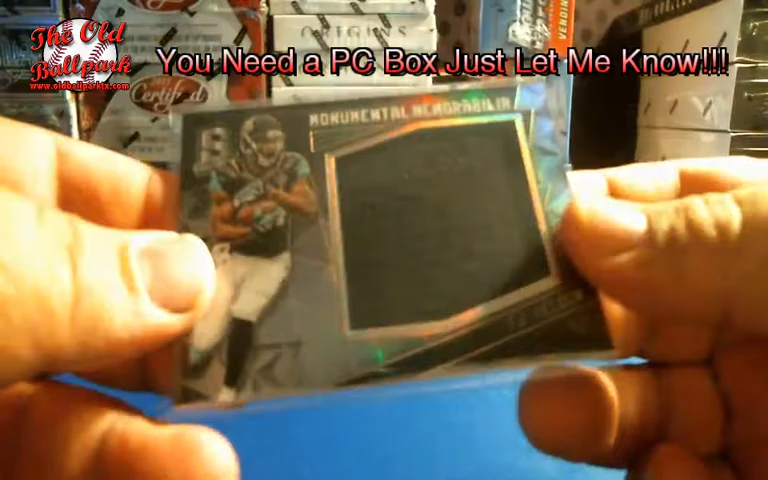 The Old
Ballpark
www.oldballparktx.com
You Need a PC Box Just Let Me Know!!!!
ORIGINS
Certified
MONUMENTAL MEMORABILIA